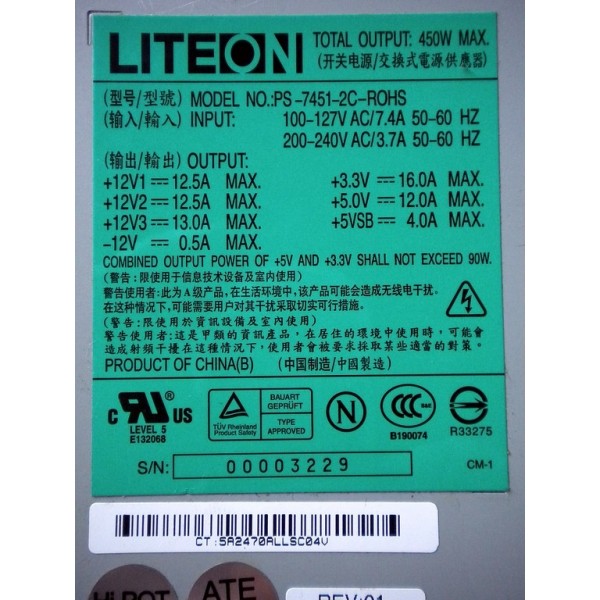 LITEON TOTAL OUTPUT: 450W MAX.
(开关电源/交換式電源供應器)
(型号/型號) MODEL NO.:PS-7451-2C-ROHS
(输入/輸入) INPUT: 100-127V AC/7.4A 50-60 HZ
200-240V AC/3.7A 50-60 HZ
(输出/輸出) OUTPUT:
+12V1 ⎓ 12.5A MAX. +3.3V ⎓ 16.0A MAX.
+12V2 ⎓ 12.5A MAX. +5.0V ⎓ 12.0A MAX.
+12V3 ⎓ 13.0A MAX. +5VSB ⎓ 4.0A MAX.
-12V ⎓ 0.5A MAX.
COMBINED OUTPUT POWER OF +5V AND +3.3V SHALL NOT EXCEED 90W.
(警告:限使用于信息技术设备及室内使用)
警告使用者:此为A级产品,在生活环境中,该产品可能会造成无线电干扰。
在这种情况下,可能需要用户对其干扰采取切实可行措施。
(警告:限用於資訊設備及室內使用)
警告使用者:這是甲類的資訊產品,在居住的環境中使用時,可能會
造成射頻干擾在這種情況下,使用者會被要求採取某些適當的對策。
PRODUCT OF CHINA(B) (中国制造/中國製造)
c RU US
LEVEL 5
E132068
TÜV Rheinland
Product Safety
BAUART
GEPRÜFT
TYPE
APPROVED
N
CCC S&E
B190074
R33275
S/N: 00003229
CM-1
CT:5A2470ALLSC04V
Hi-POT ATE REV:01